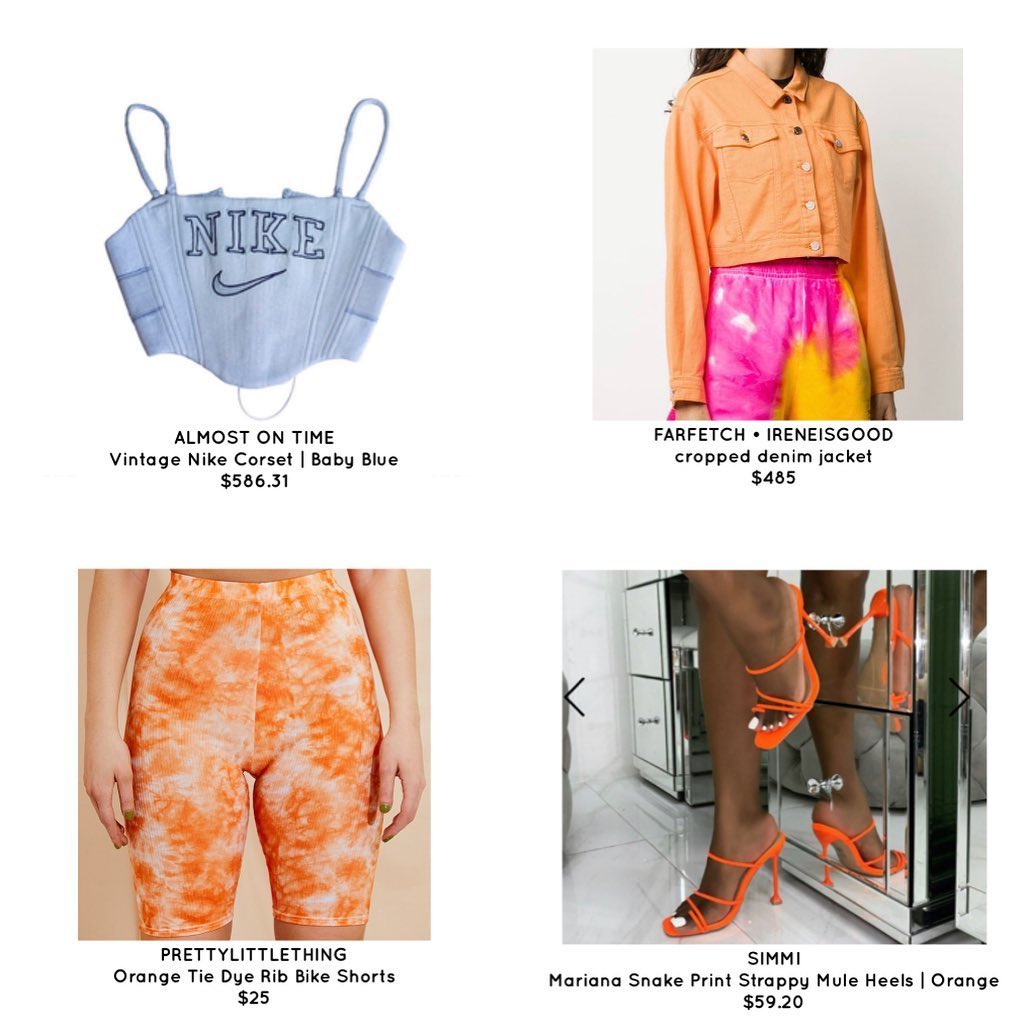 NIKE
ALMOST ON TIME
Vintage Nike Corset | Baby Blue
$586.31
FARFETCH • IRENEISGOOD
cropped denim jacket
$485
PRETTYLITTLETHING
Orange Tie Dye Rib Bike Shorts
$25
SIMMI
Mariana Snake Print Strappy Mule Heels | Orange
$59.20